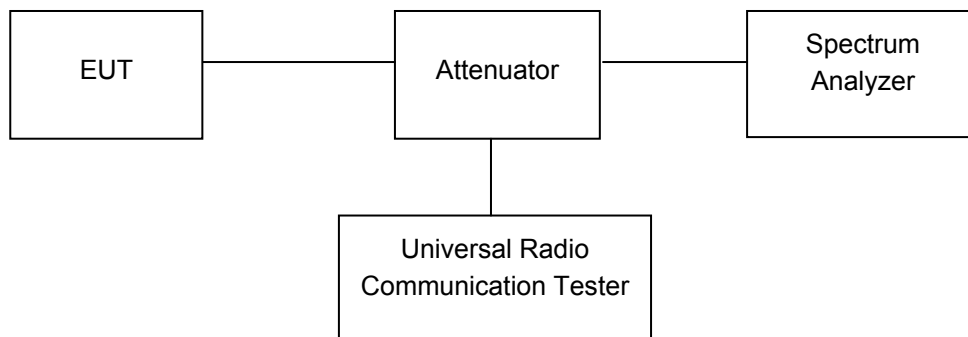 EUT
Attenuator
Spectrum
Analyzer
Universal Radio
Communication Tester